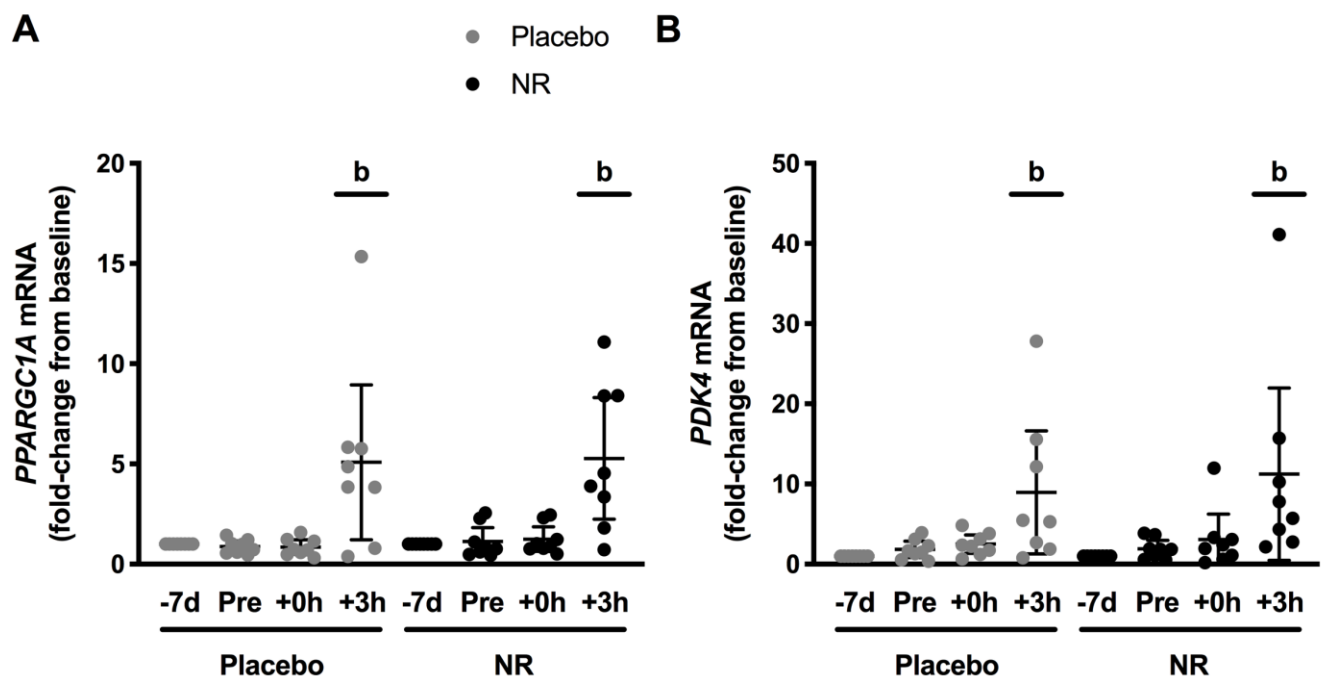 A
Placebo
NR
B
PPARGC1A mRNA
(fold-change from baseline)
20
15
10
5
0
b
b
-7d Pre +0h +3h -7d Pre +0h +3h
Placebo NR
PDK4 mRNA
(fold-change from baseline)
50
40
30
20
10
0
b
b
-7d Pre +0h +3h -7d Pre +0h +3h
Placebo NR